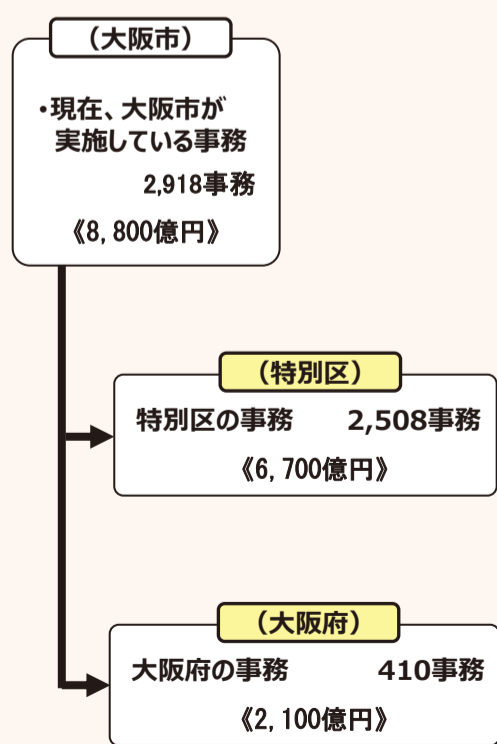 （大阪市）
・現在、大阪市が
実施している事務
2,918事務
《8,800億円》
（特別区）
特別区の事務 2,508事務
《6,700億円》
（大阪府）
大阪府の事務 410事務
《2,100億円》